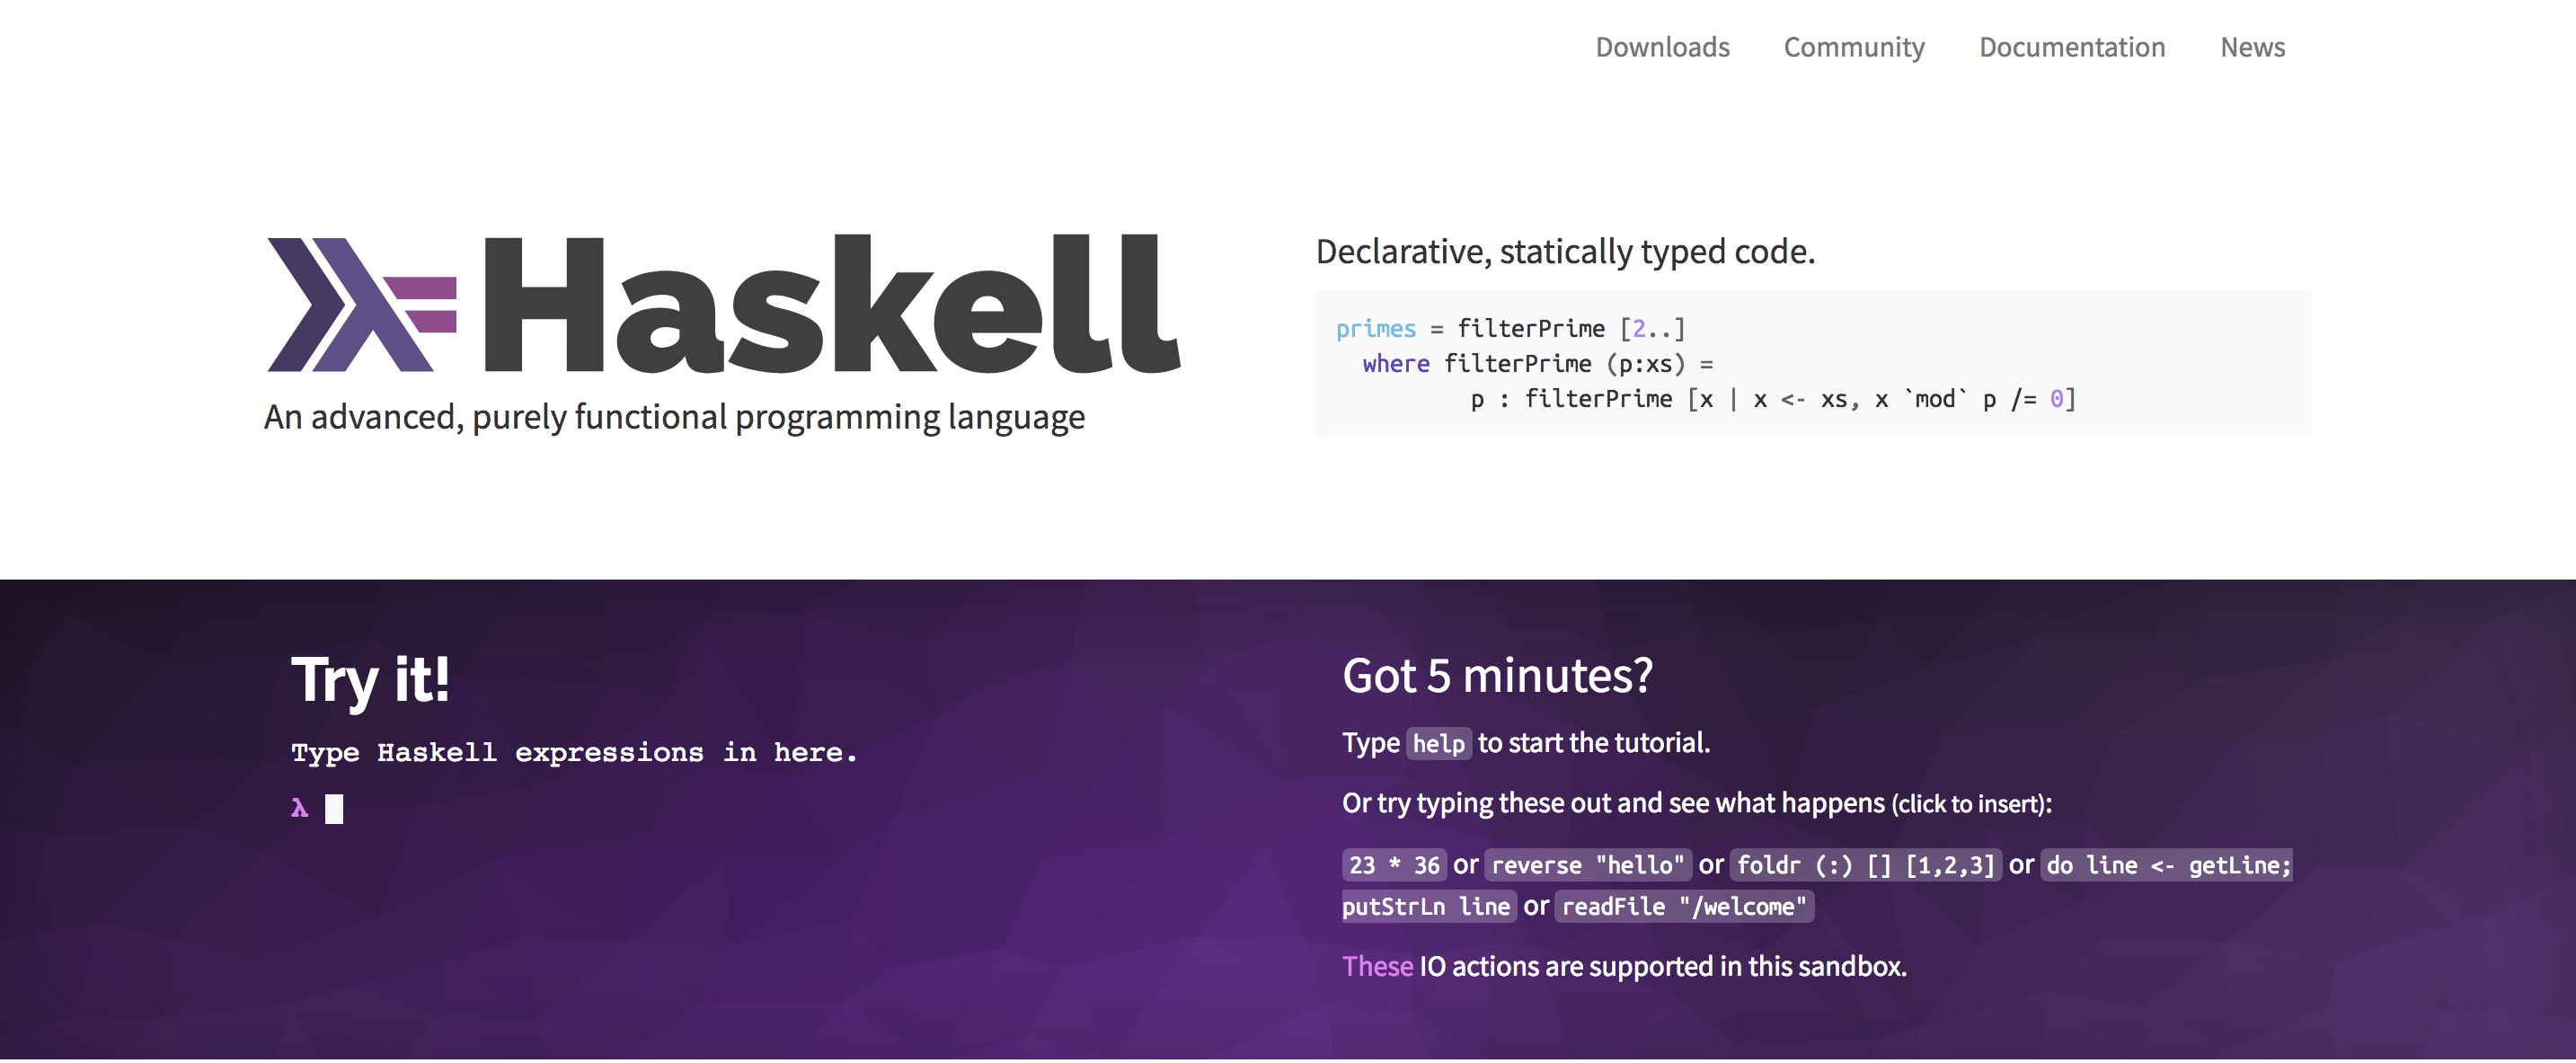 Downloads Community Documentation News
λ= Haskell
An advanced, purely functional programming language
Declarative, statically typed code.
primes = filterPrime [2..]
  where filterPrime (p:xs) =
          p : filterPrime [x | x <- xs, x `mod` p /= 0]
Try it!
Type Haskell expressions in here.
λ
Got 5 minutes?
Type help to start the tutorial.
Or try typing these out and see what happens (click to insert):
23 * 36 or reverse "hello" or foldr (:) [] [1,2,3] or do line <- getLine;
putStrLn line or readFile "/welcome"
These IO actions are supported in this sandbox.